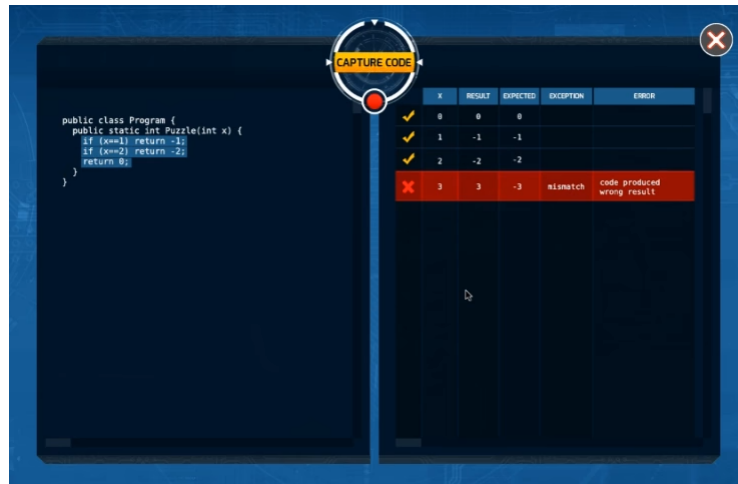 CAPTURE CODE
public class Program {
public static int Puzzle(int x) {
if (x==1) return -1;
if (x==2) return -2;
return 0;
}
}
X RESULT EXPECTED EXCEPTION ERROR
0 0 0
1 -1 -1
2 -2 -2
3 3 -3 mismatch code produced
wrong result